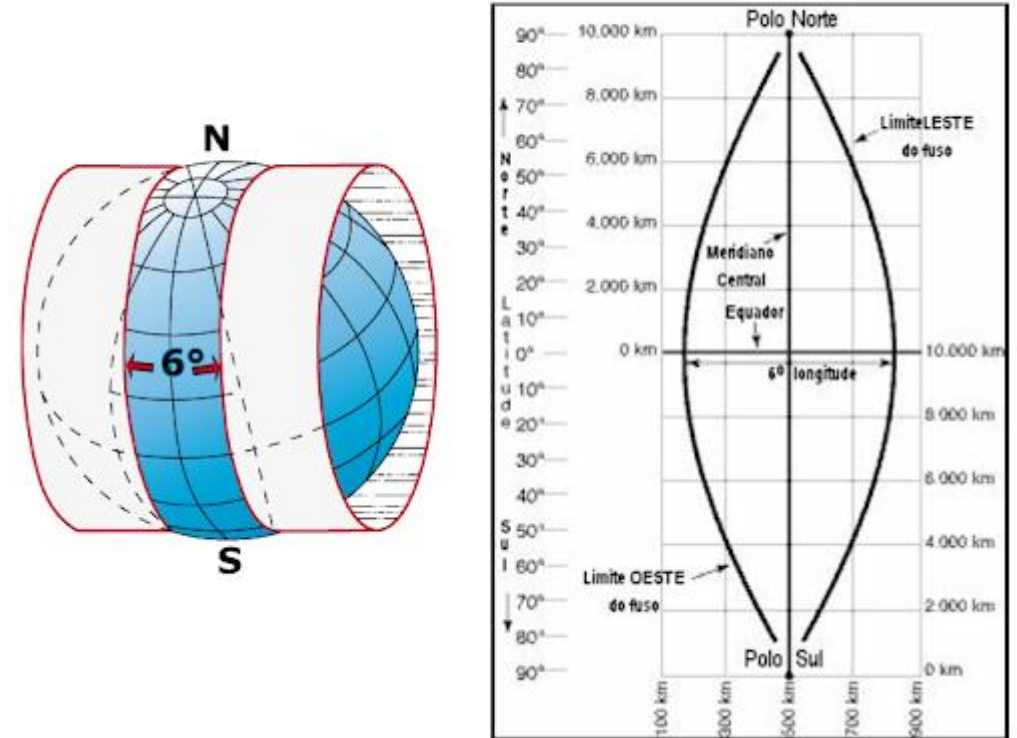 N
6°
S
Polo Norte
90°
80°
70°
60°
50°
40°
30°
20°
10°
0°
10°
20°
30°
40°
50°
60°
70°
80°
90°
Norte
Latitude
Sul
10.000 km
8.000 km
6.000 km
4.000 km
2.000 km
0 km
LimiteLESTE
do fuso
Meridiano
Central
Equador
6º longitude
10.000 km
8.000 km
6.000 km
4.000 km
2.000 km
0 km
Limite OESTE
do fuso
Polo Sul
100 km
300 km
500 km
700 km
900 km